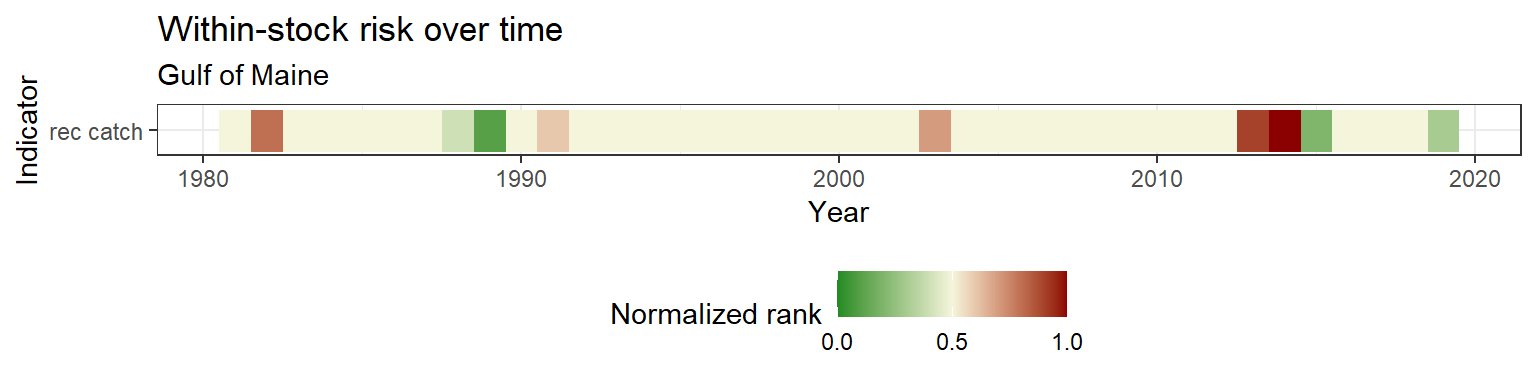 Within-stock risk over time
Gulf of Maine
Indicator
rec catch
1980 1990 2000 2010 2020
Year
Normalized rank
0.0 0.5 1.0